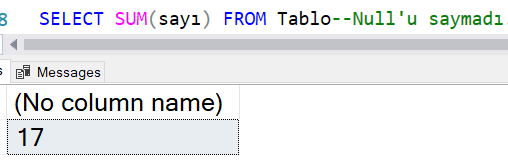 8 SELECT SUM(sayı) FROM Tablo--Null'u saymadı
Messages
(No column name)
17